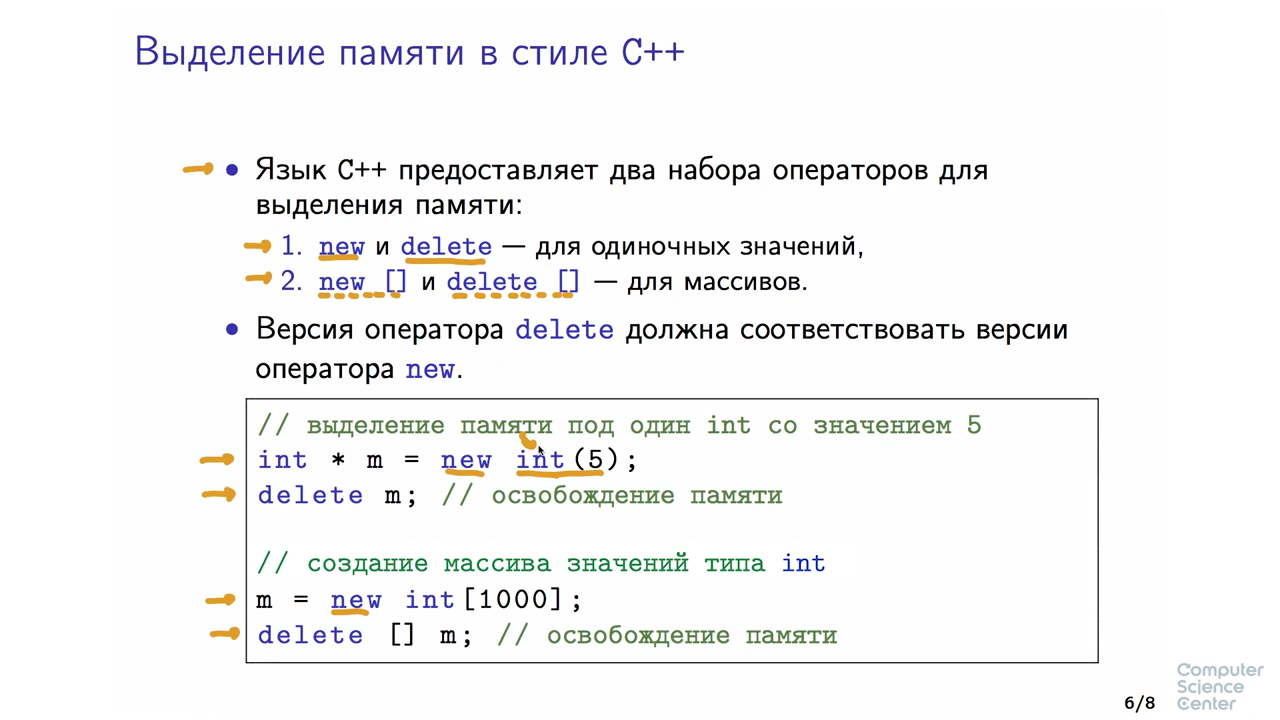 Выделение памяти в стиле C++
• Язык C++ предоставляет два набора операторов для
выделения памяти:
1. new и delete — для одиночных значений,
2. new [] и delete [] — для массивов.
• Версия оператора delete должна соответствовать версии
оператора new.
// выделение памяти под один int со значением 5
int * m = new int(5);
delete m; // освобождение памяти
// создание массива значений типа int
m = new int[1000];
delete [] m; // освобождение памяти
6/8
Computer
Science
Center